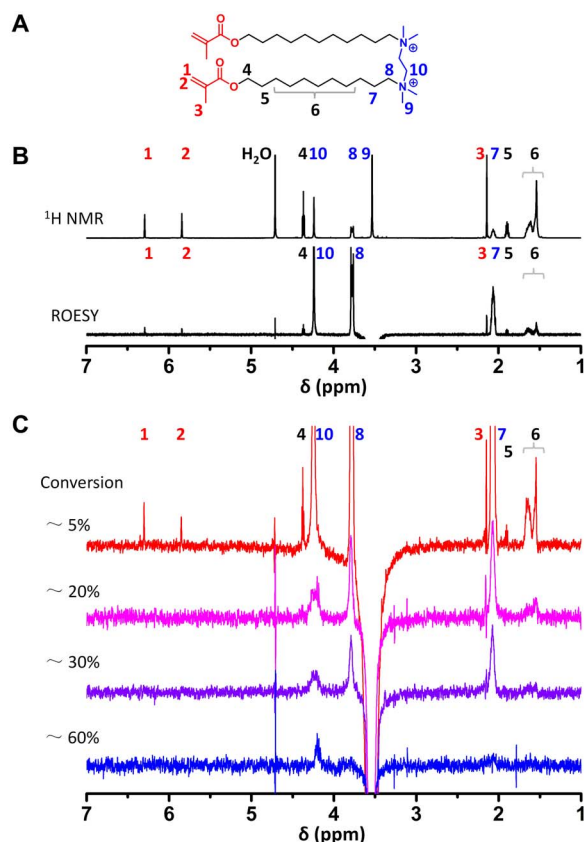 A
O
O
N
⊕
1
2
O
O
4
8
10
N
⊕
3
5
6
7
9
B
1 2 H₂O 4 10 8 9 3 7 5 6
¹H NMR
1 2 4 10 8 3 7 5 6
ROESY
7 6 5 4 3 2 1
δ (ppm)
C
1 2 4 10 8 3 7 6
5
Conversion
~ 5%
~ 20%
~ 30%
~ 60%
7 6 5 4 3 2 1
δ (ppm)